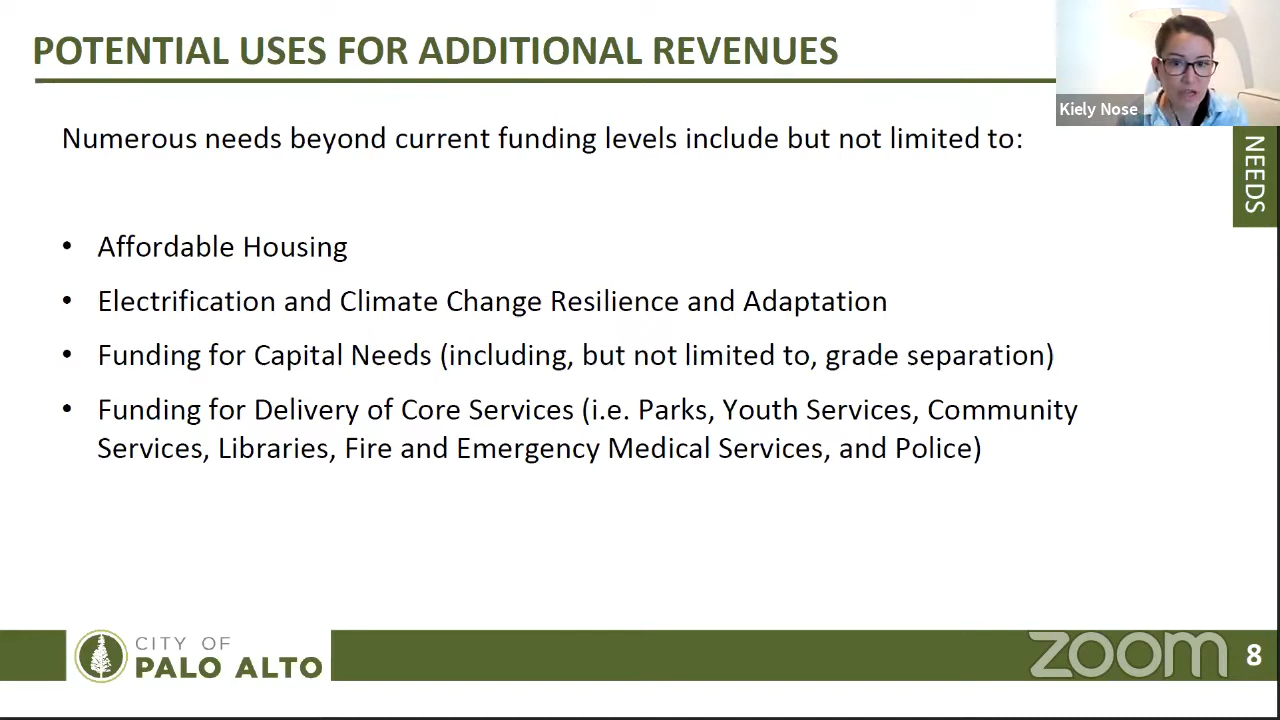 POTENTIAL USES FOR ADDITIONAL REVENUES
Kiely Nose
Numerous needs beyond current funding levels include but not limited to:
NEEDS
• Affordable Housing
• Electrification and Climate Change Resilience and Adaptation
• Funding for Capital Needs (including, but not limited to, grade separation)
• Funding for Delivery of Core Services (i.e. Parks, Youth Services, Community
Services, Libraries, Fire and Emergency Medical Services, and Police)
CITY OF
PALO ALTO
zoom
8